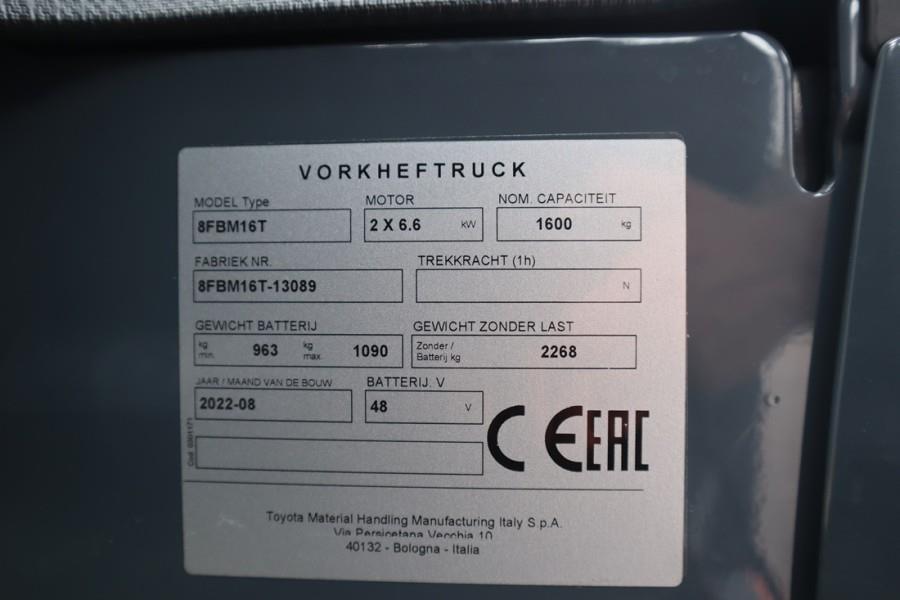 VORKHEFTRUCK
MODEL Type MOTOR NOM. CAPACITEIT
8FBM16T 2 X 6.6 kW 1600 kg
FABRIEK NR. TREKKRACHT (1h)
8FBM16T-13089 N
GEWICHT BATTERIJ GEWICHT ZONDER LAST
kg min. 963 kg max. 1090 Zonder / Batterij kg 2268
JAAR / MAAND VAN DE BOUW BATTERIJ. V
2022-08 48 V
CE EAC
Cod. 0301171
Toyota Material Handling Manufacturing Italy S.p.A.
Via Persicetana Vecchia 10
40132 - Bologna - Italia